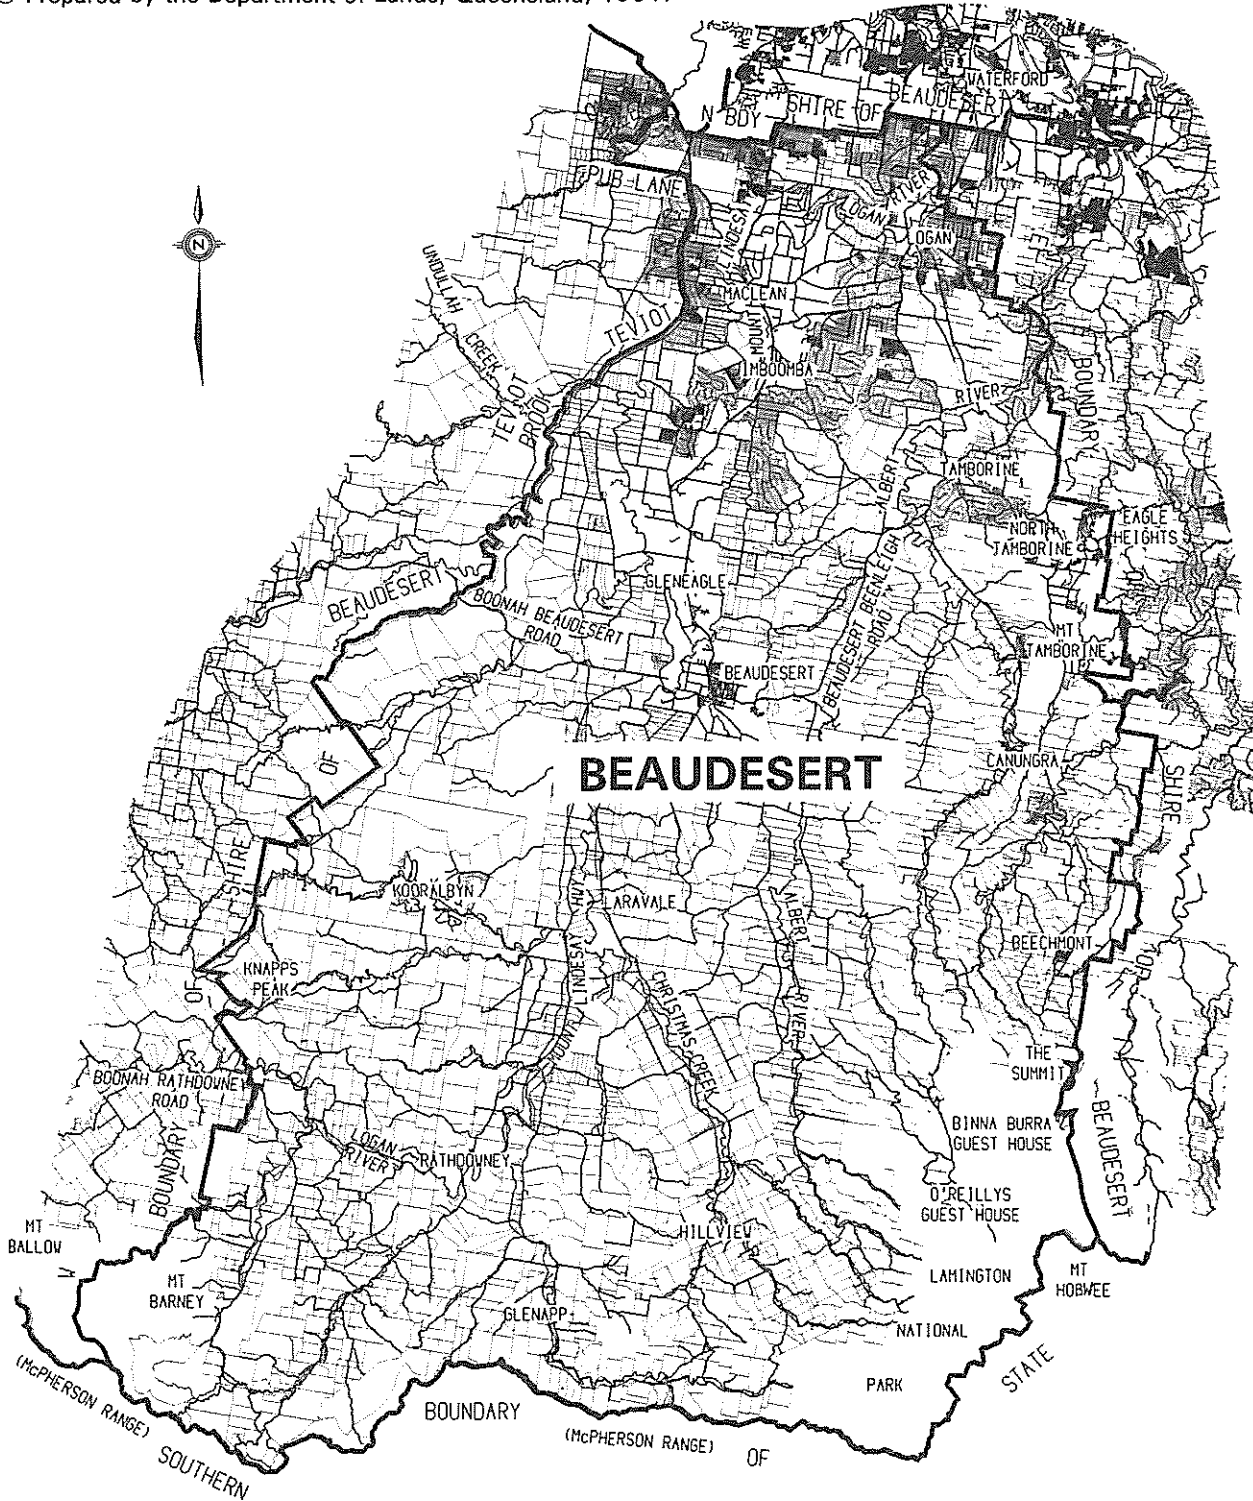 Prepared by the Department of Lands, Queensland,
WATERFORD
SHIRE OF
BEAUDESERT
N BDY
PUB LANE
RIVER
LOGAN
LOGAN
LINDESAY
UNDULLAH
CREEK
MACLEAN
TEVIOT
MOUNT
JIMBOOMBA
BOUNDARY
TEVIOT
BROOK
RIVER
ALBERT
TAMBORINE
NORTH
TAMBORINE
EAGLE
HEIGHTS
BEAUDESERT
GLENEAGLE
BOONAH BEAUDESERT
ROAD
BEAUDESERT BEENLEIGH
ROAD
OF
MT
TAMBORINE
BEAUDESERT
OF
BEAUDESERT
CANUNGRA
SHIRE
SHIRE
KOORALBYN
LARAVALE
ALBERT
RIVER
BEECHMONT
KNAPPS
PEAK
OF
MOUNT LINDESAY HWY
CHRISTMAS CREEK
FOR
THE
SUMMIT
BOONAH RATHDOWNEY
ROAD
BINNA BURRA
GUEST HOUSE
BEAUDESERT
LOGAN
RIVER
RATHDOWNEY
BOUNDARY
O'REILLYS
GUEST HOUSE
MT
BALLOW
W
HILLVIEW
MT
BARNEY
LAMINGTON
MT
HOBWEE
GLENAPP
NATIONAL
PARK
STATE
(McPHERSON RANGE)
BOUNDARY
(McPHERSON RANGE)
OF
SOUTHERN
N